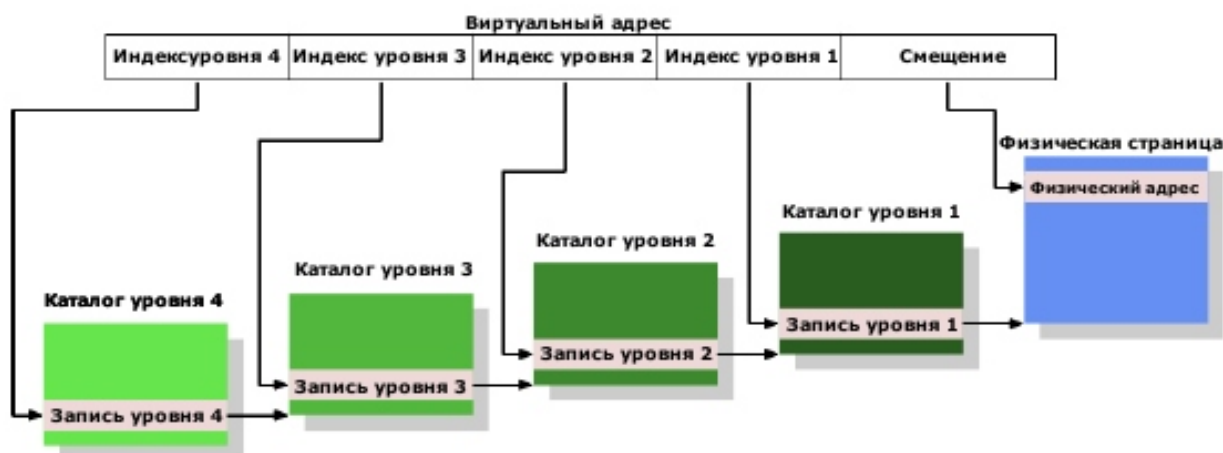 Виртуальный адрес
Индексуровня 4 Индекс уровня 3 Индекс уровня 2 Индекс уровня 1 Смещение
Физическая страница
Физический адрес
Каталог уровня 1
Каталог уровня 2
Каталог уровня 3
Каталог уровня 4
Запись уровня 1
Запись уровня 2
Запись уровня 3
Запись уровня 4